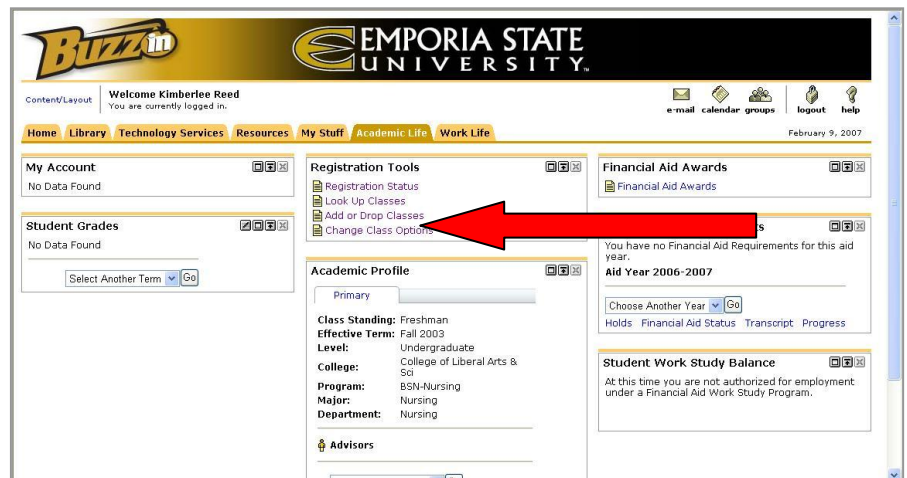 Buzzin
EMPORIA STATE
UNIVERSITY
Content/Layout
Welcome Kimberlee Reed
You are currently logged in.
e-mail calendar groups logout help
Home Library Technology Services Resources My Stuff Academic Life Work Life
February 9, 2007
My Account
No Data Found
Student Grades
No Data Found
Select Another Term Go
Registration Tools
Registration Status
Look Up Classes
Add or Drop Classes
Change Class Options
Academic Profile
Primary
Class Standing: Freshman
Effective Term: Fall 2003
Level: Undergraduate
College: College of Liberal Arts &
Sci
Program: BSN-Nursing
Major: Nursing
Department: Nursing
Advisors
Financial Aid Awards
Financial Aid Awards
You have no Financial Aid Requirements for this aid
year.
Aid Year 2006-2007
Choose Another Year Go
Holds Financial Aid Status Transcript Progress
Student Work Study Balance
At this time you are not authorized for employment
under a Financial Aid Work Study Program.